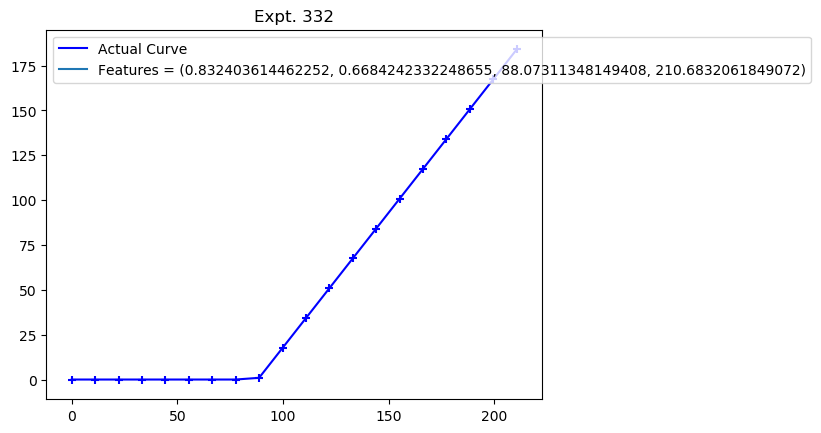 Expt. 332
Actual Curve
Features = (0.832403614462252, 0.6684242332248655, 88.07311348149408, 210.6832061849072)
175
150
125
100
75
50
25
0
0 50 100 150 200